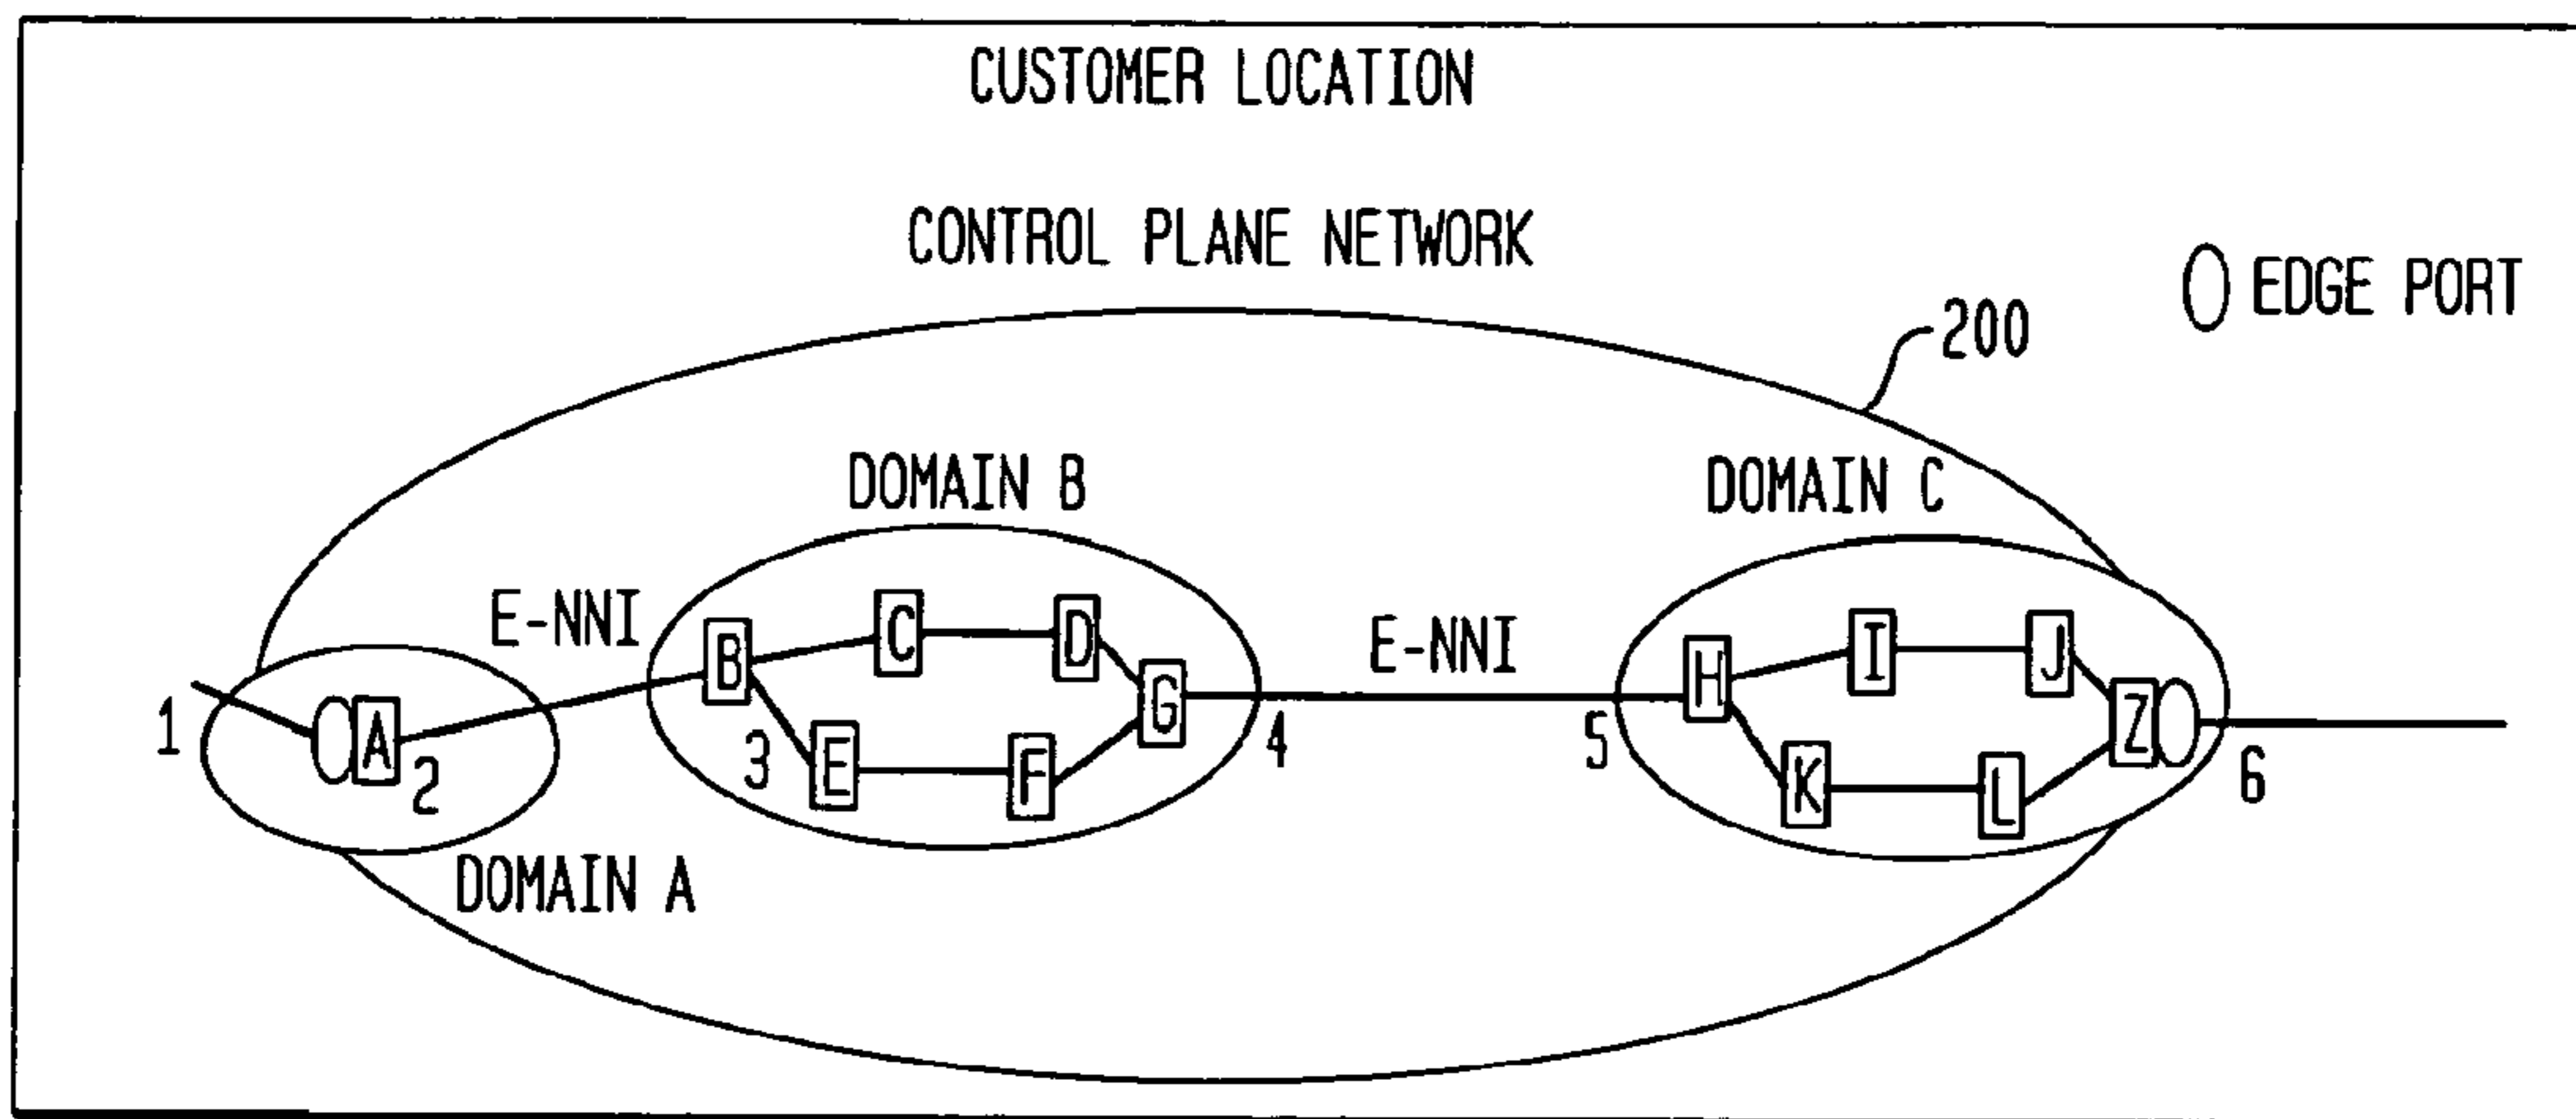 CUSTOMER LOCATION
CONTROL PLANE NETWORK
EDGE PORT
200
DOMAIN B
DOMAIN C
E-NNI
E-NNI
B
C
D
G
E
F
H
I
J
Z
K
L
1
A
2
3
4
5
6
DOMAIN A